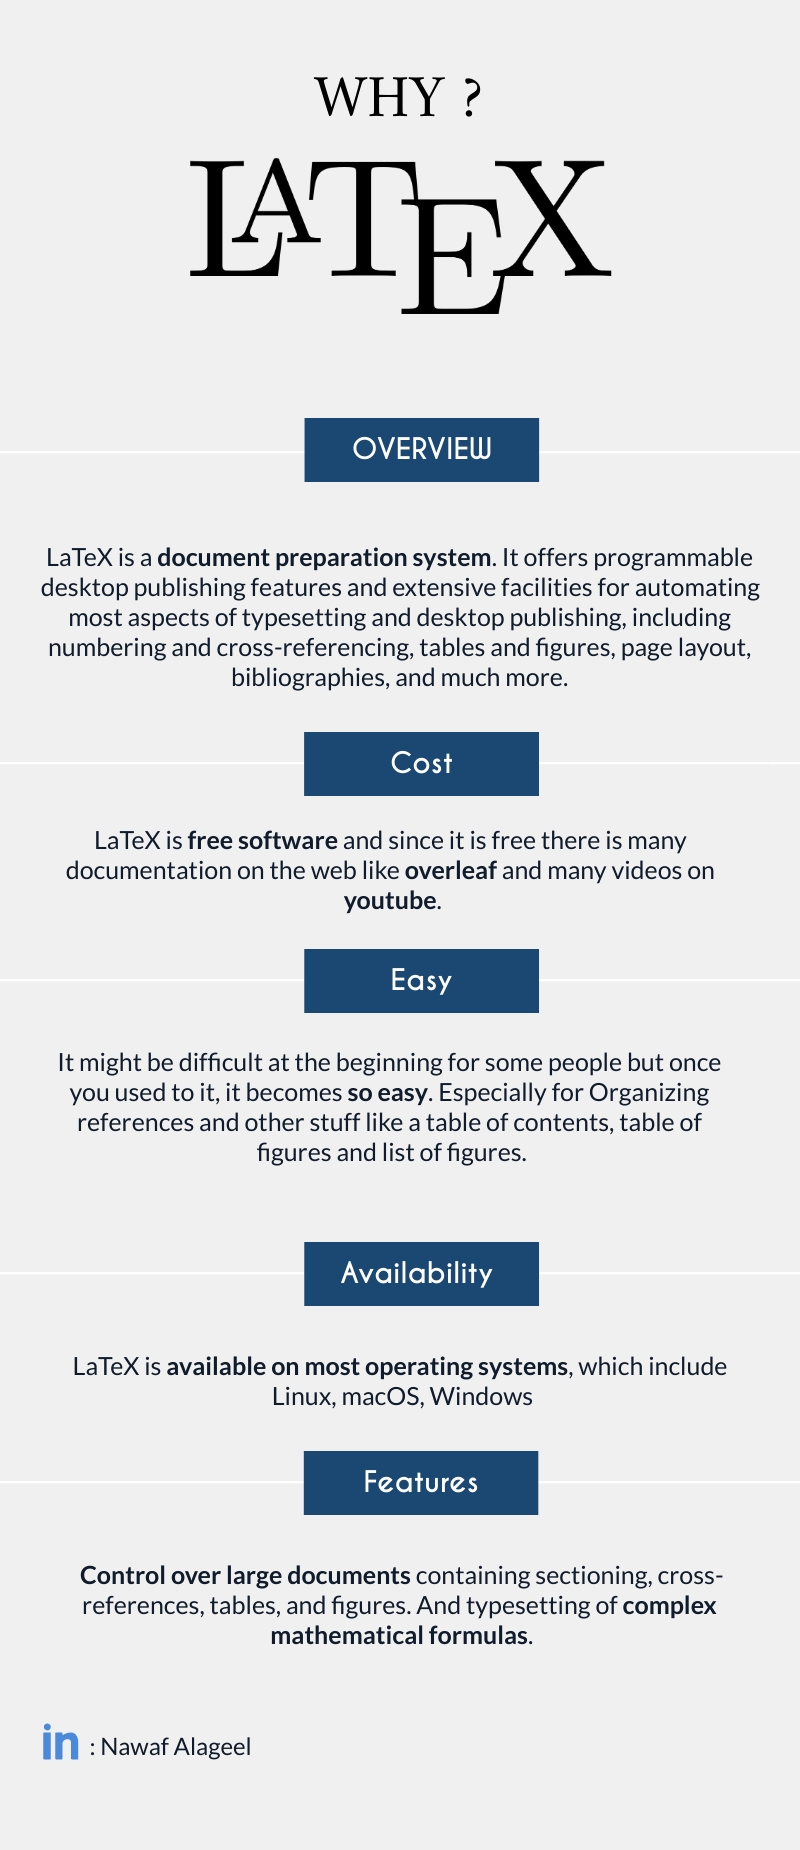 WHY ?
LATEX
OVERVIEW
LaTeX is a document preparation system. It offers programmable
desktop publishing features and extensive facilities for automating
most aspects of typesetting and desktop publishing, including
numbering and cross-referencing, tables and figures, page layout,
bibliographies, and much more.
Cost
LaTeX is free software and since it is free there is many
documentation on the web like overleaf and many videos on
youtube.
Easy
It might be difficult at the beginning for some people but once
you used to it, it becomes so easy. Especially for Organizing
references and other stuff like a table of contents, table of
figures and list of figures.
Availability
LaTeX is available on most operating systems, which include
Linux, macOS, Windows
Features
Control over large documents containing sectioning, cross-
references, tables, and figures. And typesetting of complex
mathematical formulas.
in : Nawaf Alageel